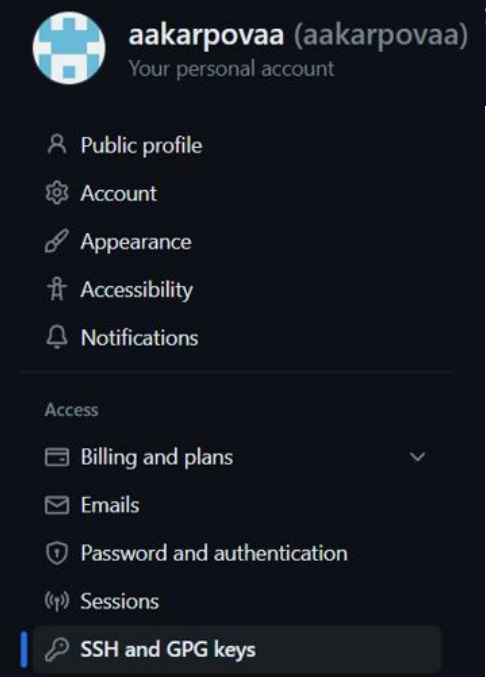 aakarpovaa (aakarpovaa)
Your personal account
Public profile
Account
Appearance
Accessibility
Notifications
Access
Billing and plans
Emails
Password and authentication
Sessions
SSH and GPG keys